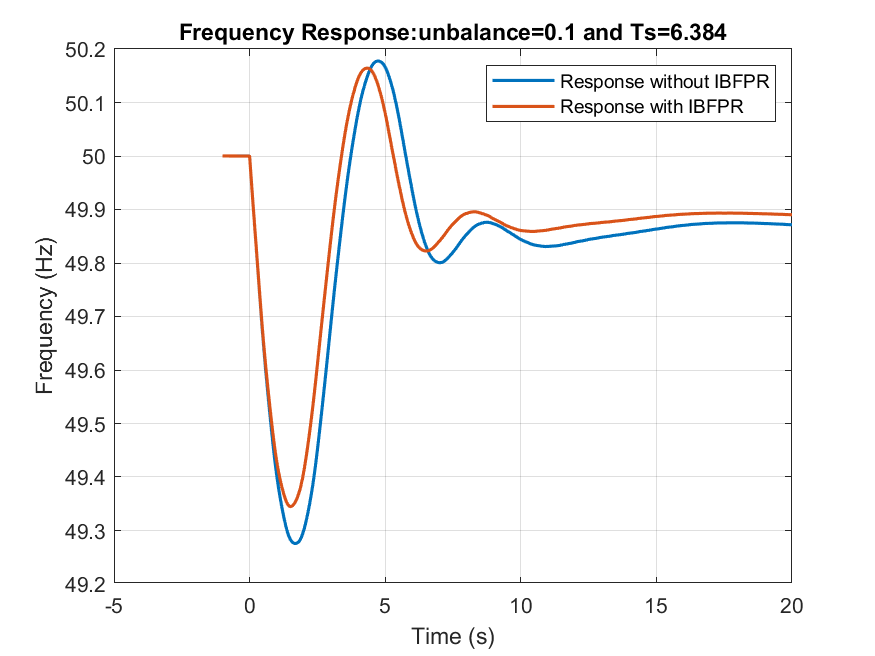 Frequency Response:unbalance=0.1 and Ts=6.384
50.2
50.1
50
49.9
49.8
49.7
49.6
49.5
49.4
49.3
49.2
Frequency (Hz)
Response without IBFPR
Response with IBFPR
-5 0 5 10 15 20
Time (s)